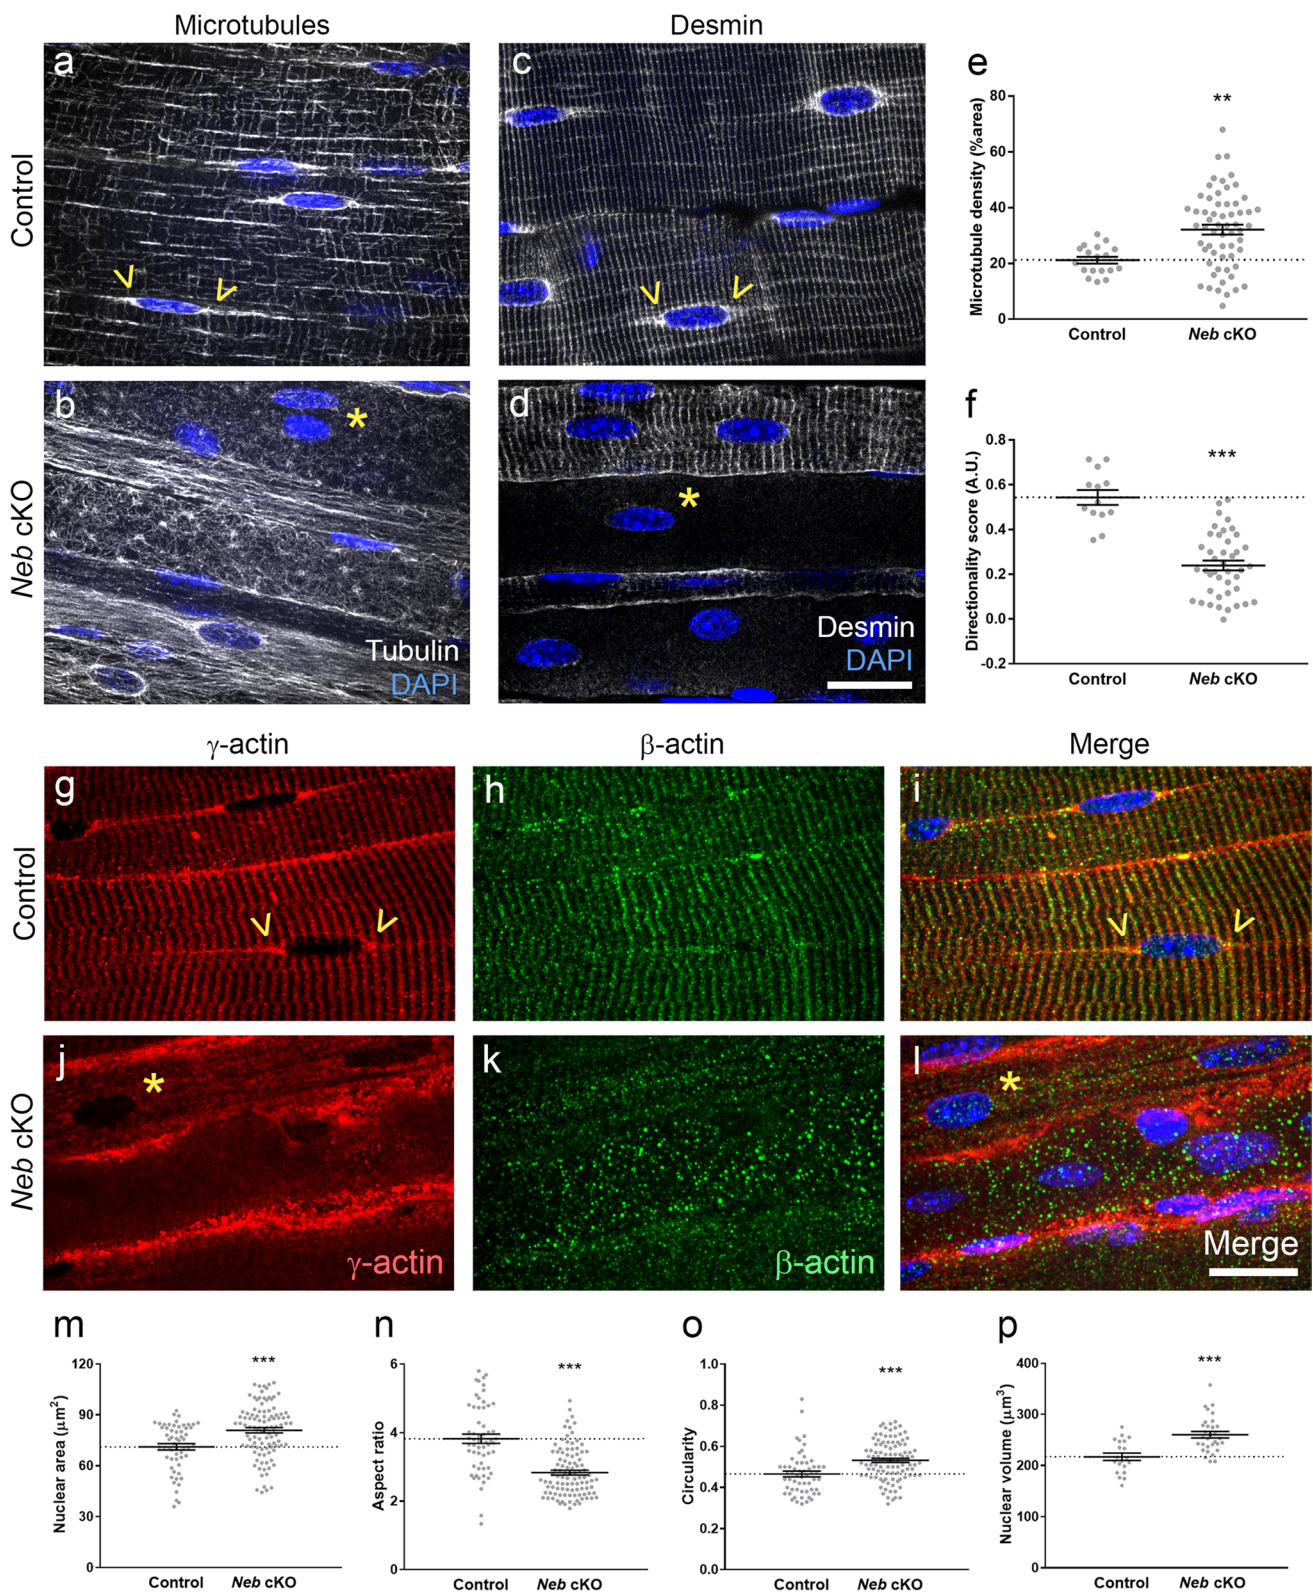 Microtubules
Desmin
Control
a
c
Neb cKO
b
*
Tubulin
DAPI
d
*
Desmin
DAPI
e
Microtubule density (%area)
80
60
40
20
0
**
Control
Neb cKO
f
Directionality score (A.U.)
0.8
0.6
0.4
0.2
0.0
-0.2
***
Control
Neb cKO
γ-actin
β-actin
Merge
Control
g
h
i
Neb cKO
j
*
γ-actin
k
β-actin
l
*
Merge
m
Nuclear area (μm²)
120
90
60
30
0
***
Control
Neb cKO
n
Aspect ratio
6
4
2
0
***
Control
Neb cKO
o
Circularity
1.0
0.8
0.6
0.4
0.2
0.0
***
Control
Neb cKO
p
Nuclear volume (μm³)
400
300
200
100
0
***
Control
Neb cKO